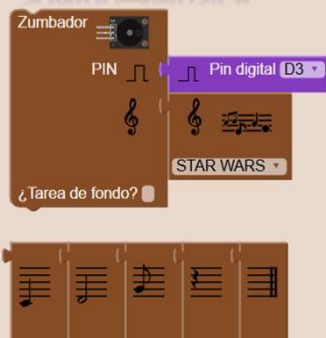 Zumbador
PIN
Pin digital D3
STAR WARS
¿Tarea de fondo?